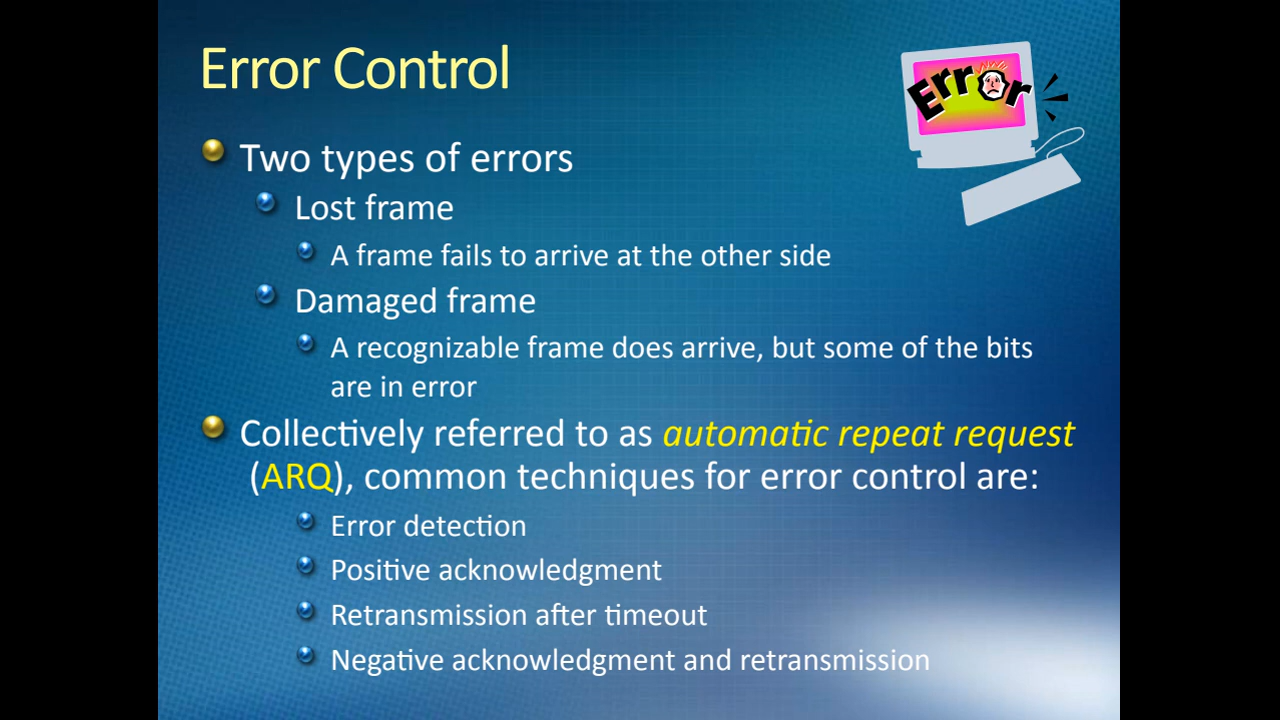 Error Control
Error
Two types of errors
Lost frame
A frame fails to arrive at the other side
Damaged frame
A recognizable frame does arrive, but some of the bits
are in error
Collectively referred to as automatic repeat request
(ARQ), common techniques for error control are:
Error detection
Positive acknowledgment
Retransmission after timeout
Negative acknowledgment and retransmission